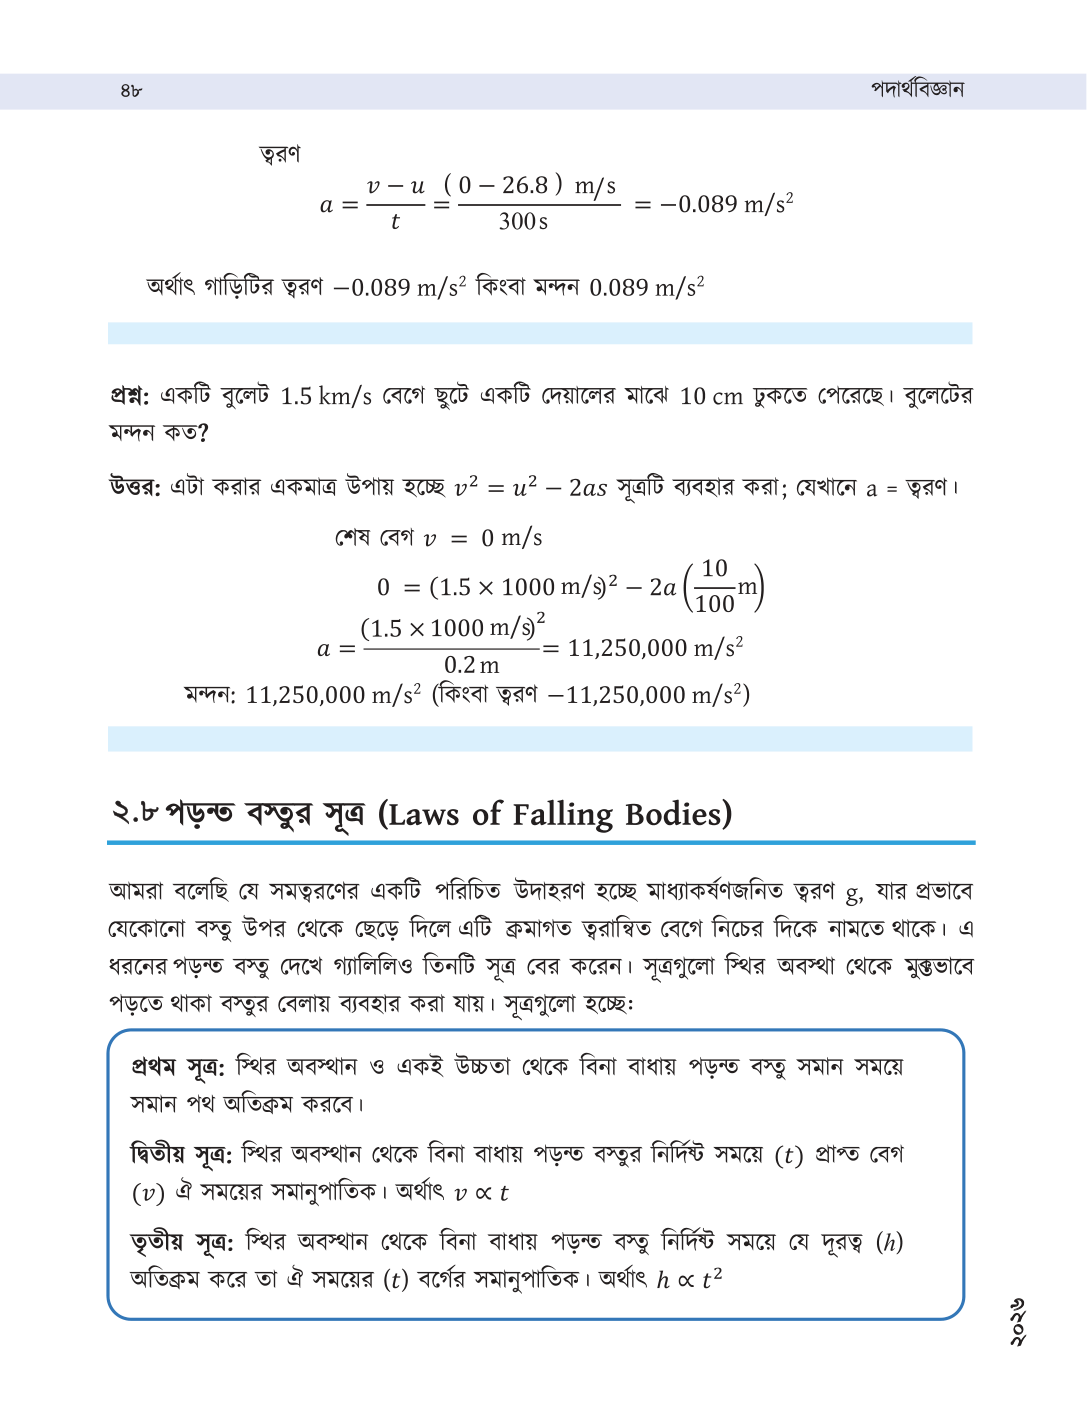 ৪৮ পদার্থবিজ্ঞান
ত্বরণ
a = (v − u)/t = (0 − 26.8) m/s / 300 s = −0.089 m/s²
অর্থাৎ গাড়িটির ত্বরণ −0.089 m/s² কিংবা মন্দন 0.089 m/s²
প্রশ্ন: একটি বুলেট 1.5 km/s বেগে ছুটে একটি দেয়ালের মাঝে 10 cm ঢুকতে পেরেছে। বুলেটের
মন্দন কত?
উত্তর: এটা করার একমাত্র উপায় হচ্ছে v² = u² − 2as সূত্রটি ব্যবহার করা; যেখানে a = ত্বরণ।
শেষ বেগ v = 0 m/s
0 = (1.5 × 1000 m/s)² − 2a (10/100 m)
a = (1.5 × 1000 m/s)² / 0.2 m = 11,250,000 m/s²
মন্দন: 11,250,000 m/s² (কিংবা ত্বরণ −11,250,000 m/s²)
২.৮ পড়ন্ত বস্তুর সূত্র (Laws of Falling Bodies)
আমরা বলেছি যে সমত্বরণের একটি পরিচিত উদাহরণ হচ্ছে মাধ্যাকর্ষণজনিত ত্বরণ g, যার প্রভাবে
যেকোনো বস্তু উপর থেকে ছেড়ে দিলে এটি ক্রমাগত ত্বরান্বিত বেগে নিচের দিকে নামতে থাকে। এ
ধরনের পড়ন্ত বস্তু দেখে গ্যালিলিও তিনটি সূত্র বের করেন। সূত্রগুলো স্থির অবস্থা থেকে মুক্তভাবে
পড়তে থাকা বস্তুর বেলায় ব্যবহার করা যায়। সূত্রগুলো হচ্ছে:
প্রথম সূত্র: স্থির অবস্থান ও একই উচ্চতা থেকে বিনা বাধায় পড়ন্ত বস্তু সমান সময়ে
সমান পথ অতিক্রম করবে।
দ্বিতীয় সূত্র: স্থির অবস্থান থেকে বিনা বাধায় পড়ন্ত বস্তুর নির্দিষ্ট সময়ে (t) প্রাপ্ত বেগ
(v) ঐ সময়ের সমানুপাতিক। অর্থাৎ v ∝ t
তৃতীয় সূত্র: স্থির অবস্থান থেকে বিনা বাধায় পড়ন্ত বস্তু নির্দিষ্ট সময়ে যে দূরত্ব (h)
অতিক্রম করে তা ঐ সময়ের (t) বর্গের সমানুপাতিক। অর্থাৎ h ∝ t²
২০২৬